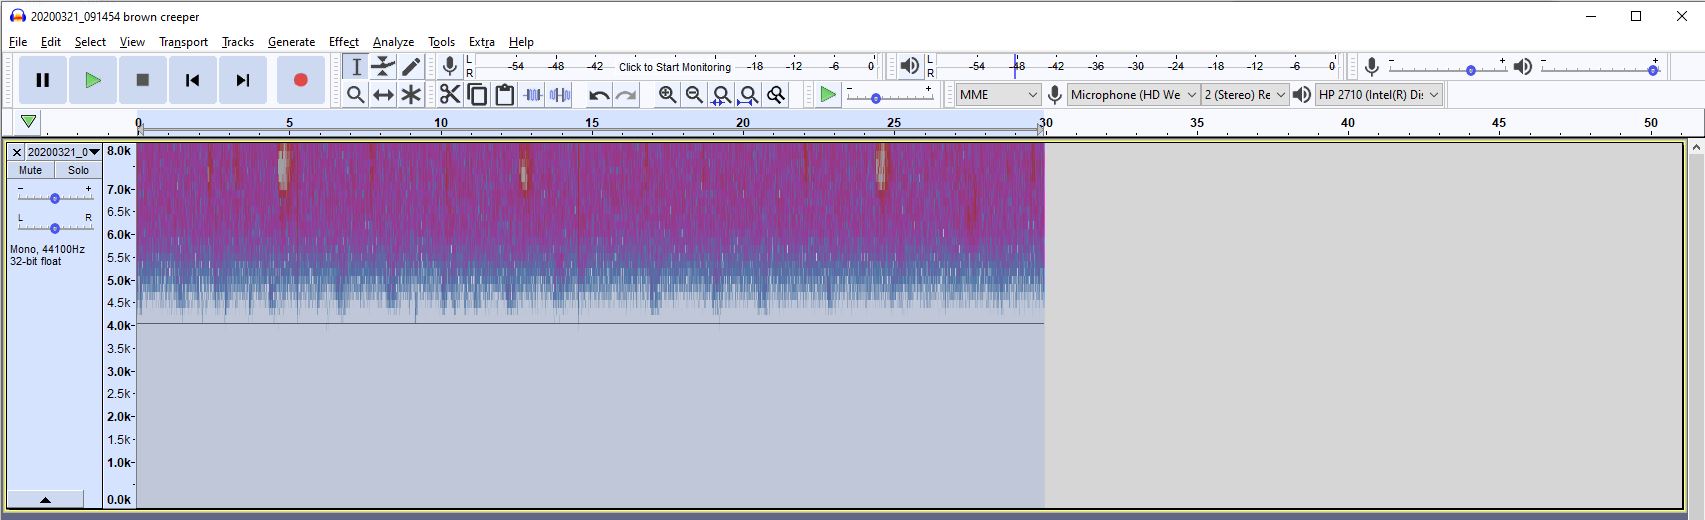 20200321_091454 brown creeper
File Edit Select View Transport Tracks Generate Effect Analyze Tools Extra Help
L
R
-54 -48 -42 Click to Start Monitoring -18 -12 -6 0
L
R
-54 -48 -42 -36 -30 -24 -18 -12 -6 0
- +
- +
- +
MME
Microphone (HD We
2 (Stereo) Re
HP 2710 (Intel(R) Dis
0 5 10 15 20 25 30 35 40 45 50
20200321_0
Mute Solo
- +
L R
Mono, 44100Hz
32-bit float
8.0k
7.0k
6.5k
6.0k
5.5k
5.0k
4.5k
4.0k
3.5k
3.0k
2.5k
2.0k
1.5k
1.0k
0.0k